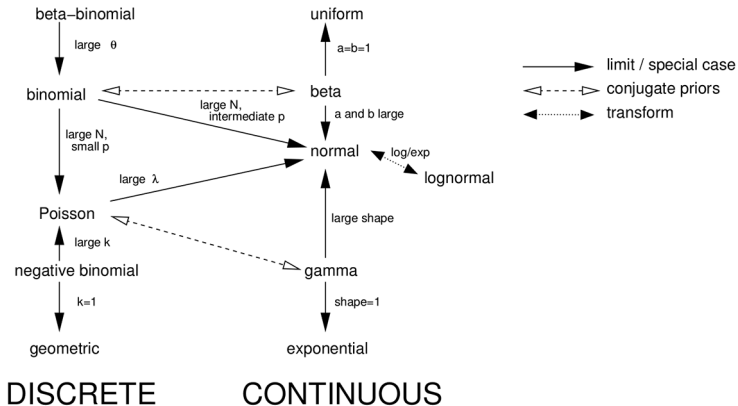 beta−binomial
uniform
large θ
a=b=1
limit / special case
binomial
beta
conjugate priors
large N,
intermediate p
a and b large
transform
large N,
small p
normal
log/exp
lognormal
large λ
Poisson
large shape
large k
negative binomial
gamma
k=1
shape=1
geometric
exponential
DISCRETE
CONTINUOUS